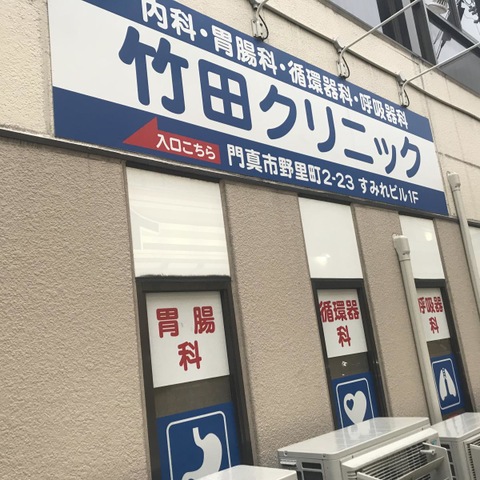 内科・胃腸科・循環器科・呼吸器科
竹田クリニック
入口こちら
門真市野里町2-23 すみれビル1F
胃腸
科
循環器
科
呼吸器
科